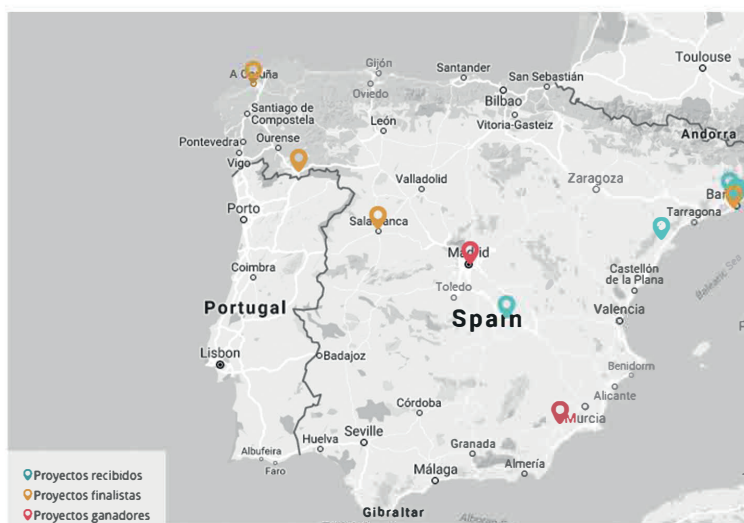 Toulouse
Gijón
Santander
San Sebastián
A Coruña
Oviedo
Bilbao
Santiago de
Compostela
León
Vitoria-Gasteiz
Andorra
Pontevedra
Ourense
Vigo
Valladolid
Zaragoza
Porto
Salamanca
Tarragona
Madrid
Coimbra
Castellón
de la Plana
Balearic Sea
Toledo
Portugal
Spain
Valencia
Lisbon
Badajoz
Benidorm
Alicante
Córdoba
Murcia
Huelva
Seville
Granada
Albufeira
Faro
Málaga
Almería
Proyectos recibidos
Proyectos finalistas
Proyectos ganadores
Gibraltar